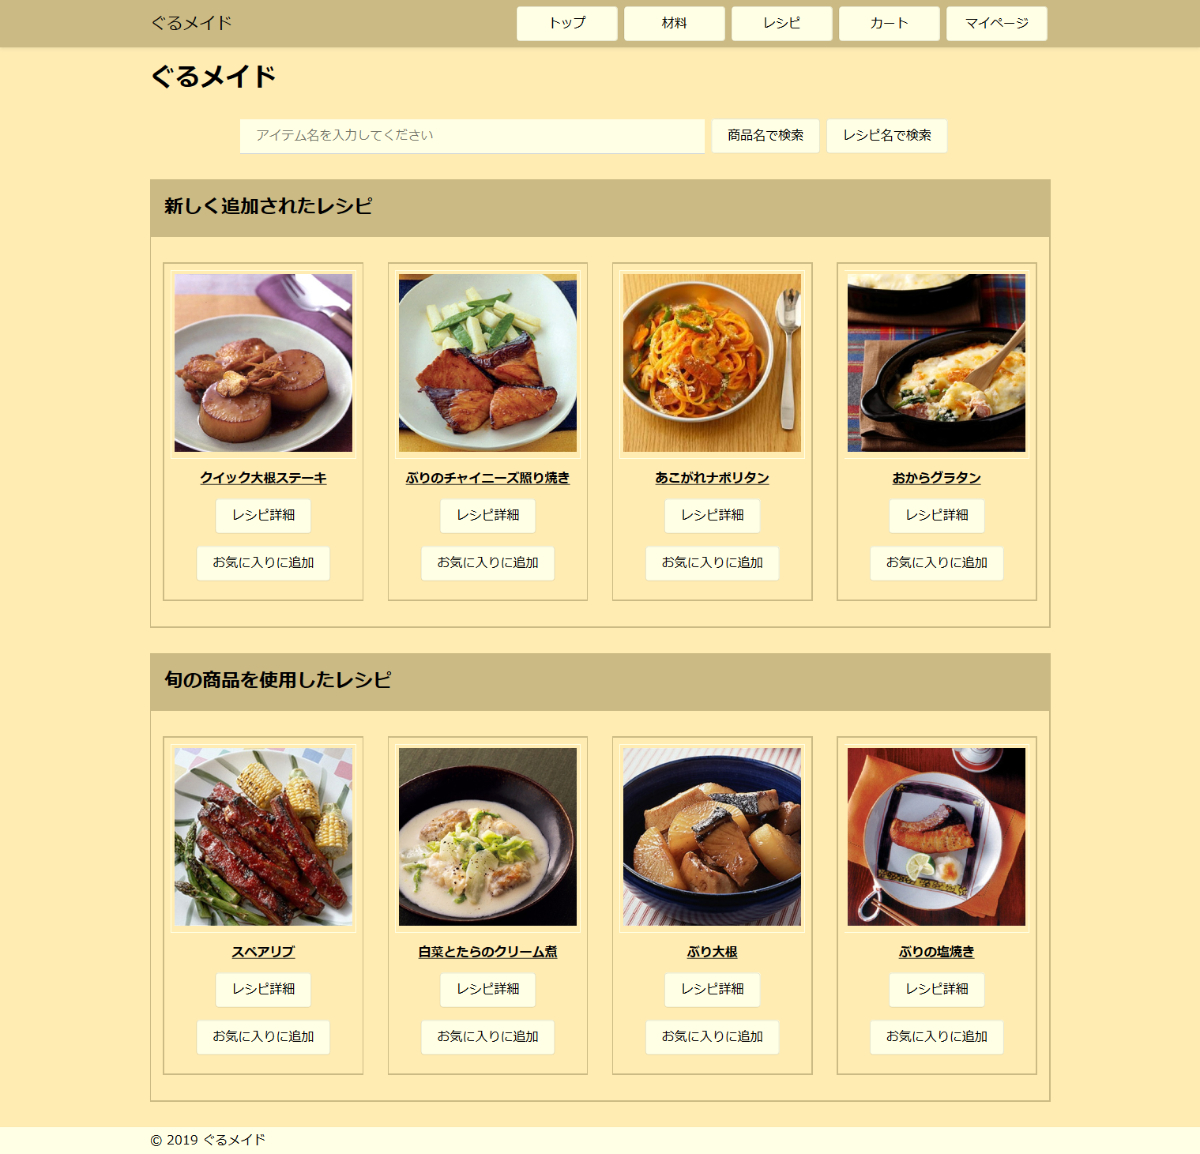 ぐるメイド
トップ 材料 レシピ カート マイページ
ぐるメイド
アイテム名を入力してください 商品名で検索 レシピ名で検索
新しく追加されたレシピ
クイック大根ステーキ ぶりのチャイニーズ照り焼き あこがれナポリタン おからグラタン
レシピ詳細 レシピ詳細 レシピ詳細 レシピ詳細
お気に入りに追加 お気に入りに追加 お気に入りに追加 お気に入りに追加
旬の商品を使用したレシピ
スペアリブ 白菜とたらのクリーム煮 ぶり大根 ぶりの塩焼き
レシピ詳細 レシピ詳細 レシピ詳細 レシピ詳細
お気に入りに追加 お気に入りに追加 お気に入りに追加 お気に入りに追加
© 2019 ぐるメイド